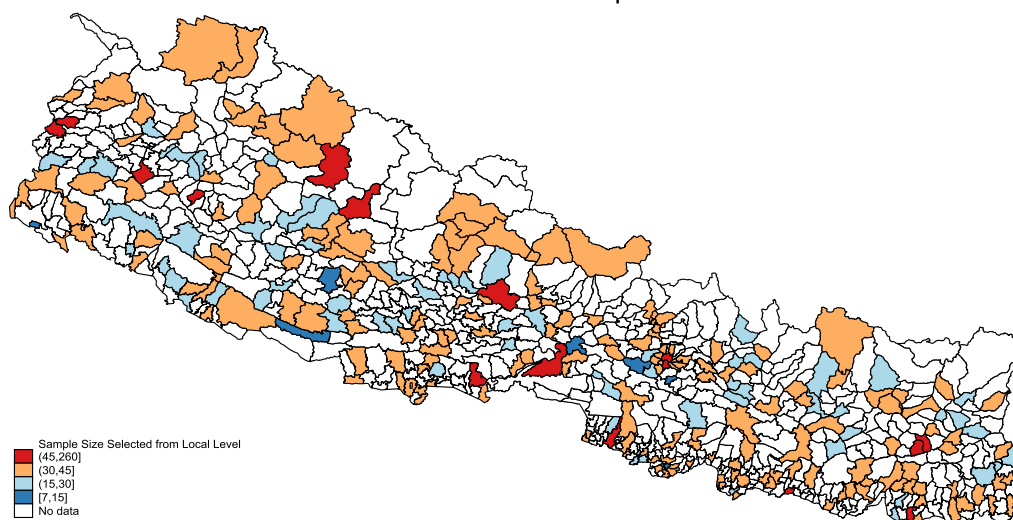 Sample Size Selected from Local Level
(45,260]
(30,45]
(15,30]
[7,15]
No data